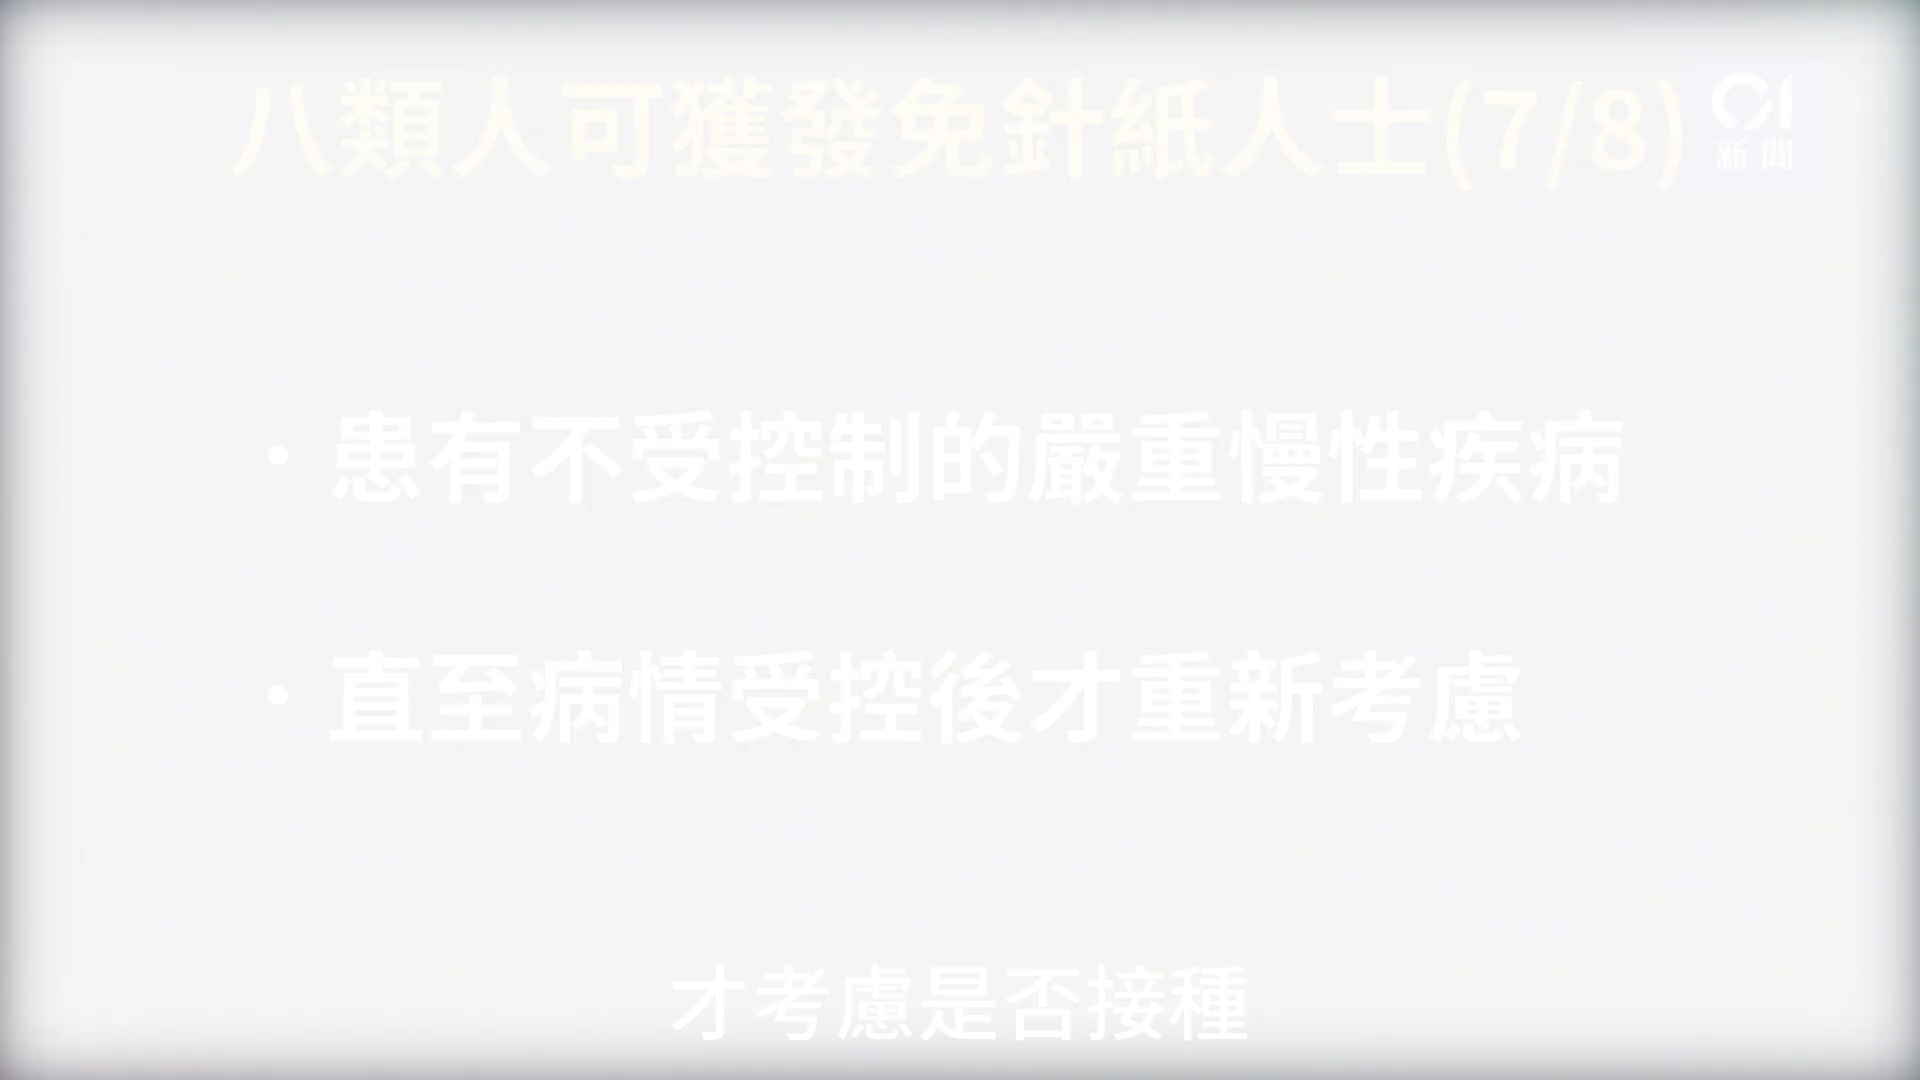 八類人可獲發免針紙人士(7/8)
01
新聞
· 患有不受控制的嚴重慢性疾病
· 直至病情受控後才重新考慮
才考慮是否接種